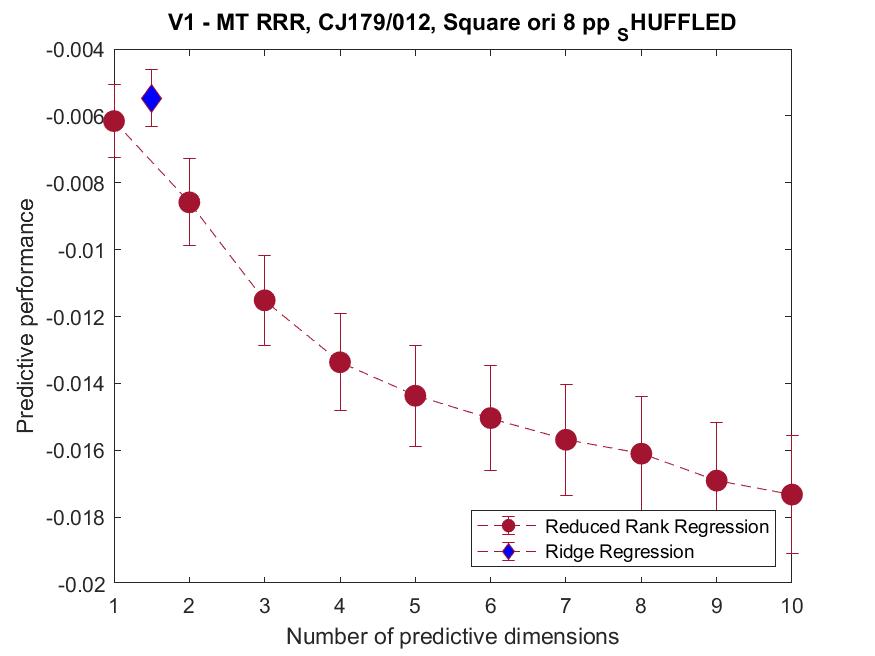 V1 - MT RRR, CJ179/012, Square ori 8 pp SHUFFLED
-0.004
-0.006
-0.008
-0.01
-0.012
-0.014
-0.016
-0.018
-0.02
Predictive performance
Reduced Rank Regression
Ridge Regression
1 2 3 4 5 6 7 8 9 10
Number of predictive dimensions